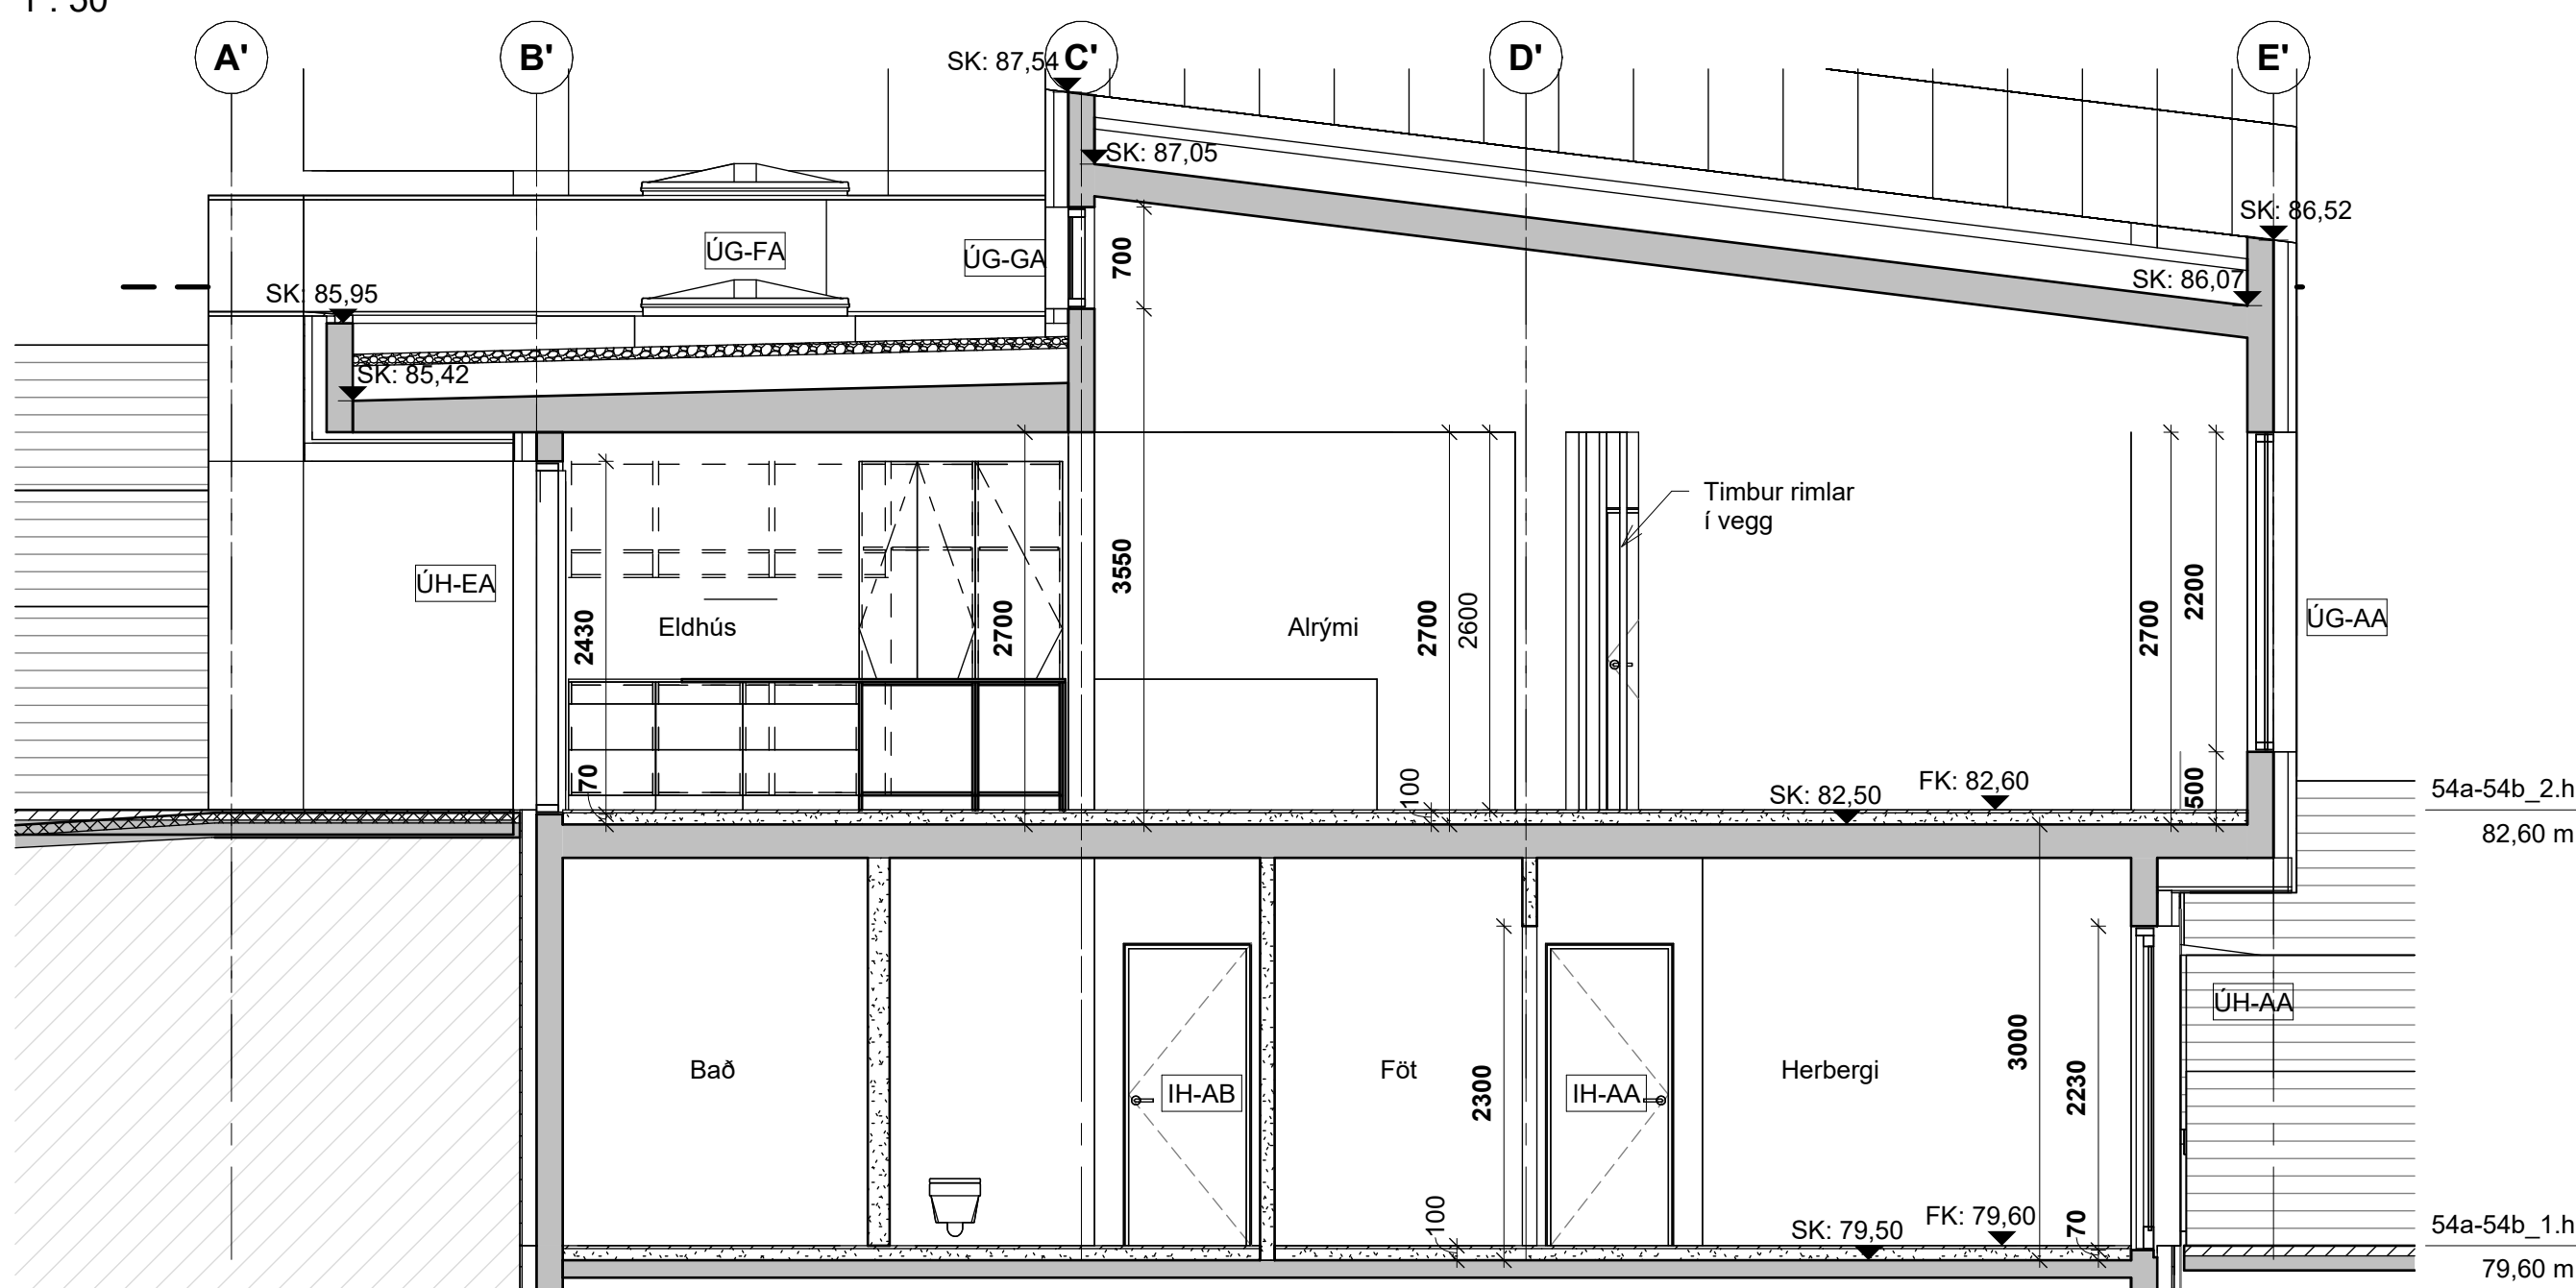 1 : 50
A'
B'
C'
D'
E'
SK: 87,54
SK: 87,05
SK: 86,52
SK: 86,07
ÚG-FA
ÚG-GA
700
SK: 85,95
SK: 85,42
Timbur rimlar
í vegg
ÚH-EA
2430
Eldhús
2700
3550
Alrými
2700
2600
2700
2200
ÚG-AA
70
100
SK: 82,50
FK: 82,60
500
54a-54b_2.h
82,60 m
Bað
IH-AB
Föt
2300
IH-AA
Herbergi
3000
2230
ÚH-AA
100
SK: 79,50
FK: 79,60
70
54a-54b_1.h
79,60 m